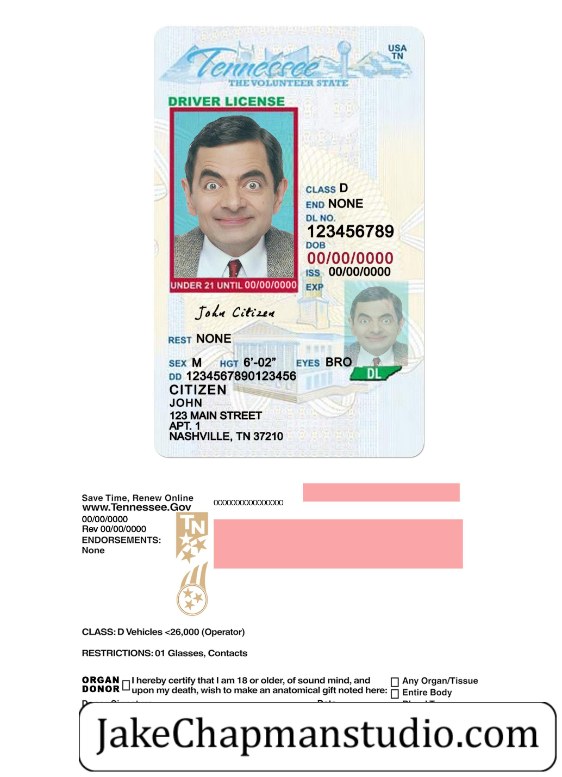 Tennessee
THE VOLUNTEER STATE
USA
TN
DRIVER LICENSE
CLASS D
END NONE
DL NO.
123456789
DOB
00/00/0000
ISS 00/00/0000
EXP
UNDER 21 UNTIL 00/00/0000
John Citizen
REST NONE
SEX M HGT 6'-02" EYES BRO
DD 1234567890123456
DL
CITIZEN
JOHN
123 MAIN STREET
APT. 1
NASHVILLE, TN 37210
Save Time, Renew Online
www.Tennessee.Gov
00/00/0000
Rev 00/00/0000
ENDORSEMENTS:
None
TN
CLASS: D Vehicles <26,000 (Operator)
RESTRICTIONS: 01 Glasses, Contacts
ORGAN DONOR
I hereby certify that I am 18 or older, of sound mind, and
upon my death, wish to make an anatomical gift noted here:
Any Organ/Tissue
Entire Body
JakeChapmanstudio.com